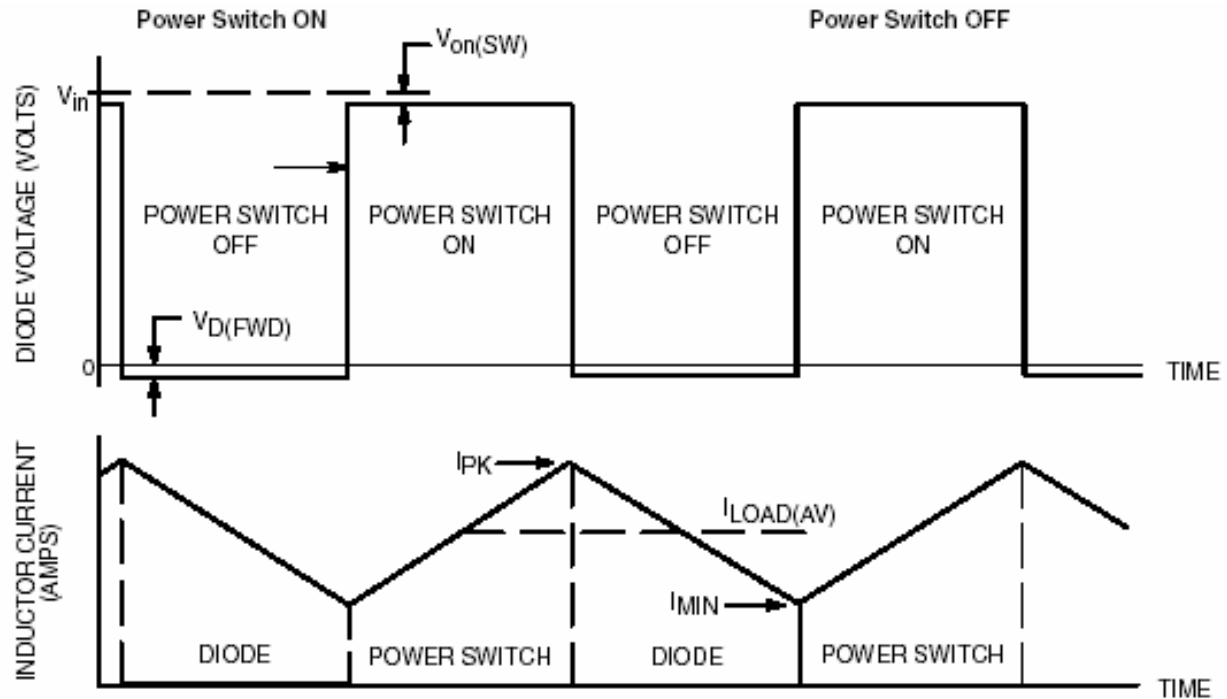 Power Switch ON
Power Switch OFF
Von(SW)
Vin
DIODE VOLTAGE (VOLTS)
POWER SWITCH
OFF
POWER SWITCH
ON
POWER SWITCH
OFF
POWER SWITCH
ON
VD(FWD)
0
TIME
INDUCTOR CURRENT
(AMPS)
IPK
ILOAD(AV)
IMIN
DIODE
POWER SWITCH
DIODE
POWER SWITCH
TIME